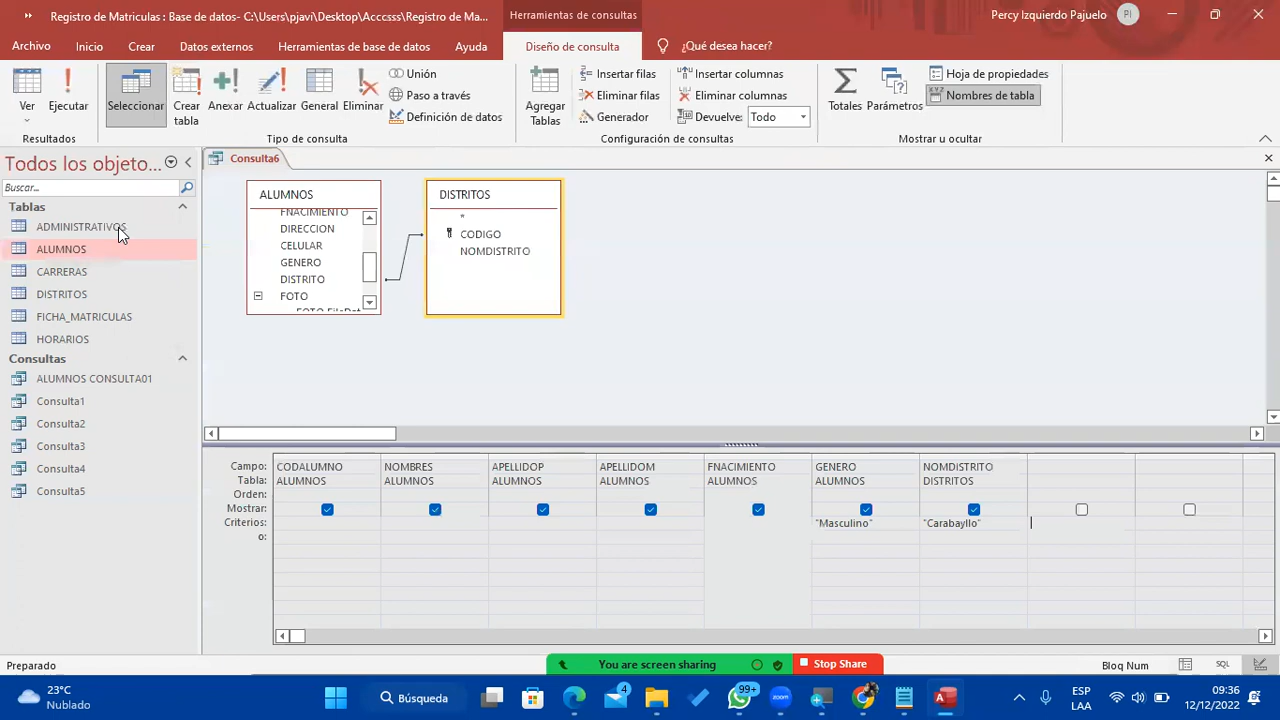 Registro de Matriculas : Base de datos- C:\Users\pjavi\Desktop\Acccsss\Registro de Ma...
Herramientas de consultas
Percy Izquierdo Pajuelo
PI
Archivo Inicio Crear Datos externos Herramientas de base de datos Ayuda Diseño de consulta ¿Qué desea hacer?
Ver
Ejecutar
Seleccionar
Crear tabla
Anexar
Actualizar
General
Eliminar
Unión
Paso a través
Definición de datos
Agregar Tablas
Insertar filas
Eliminar filas
Generador
Insertar columnas
Eliminar columnas
Devuelve: Todo
Totales
Parámetros
Hoja de propiedades
Nombres de tabla
Resultados
Tipo de consulta
Configuración de consultas
Mostrar u ocultar
Todos los objeto...
Buscar...
Tablas
ADMINISTRATIVOS
ALUMNOS
CARRERAS
DISTRITOS
FICHA_MATRICULAS
HORARIOS
Consultas
ALUMNOS CONSULTA01
Consulta1
Consulta2
Consulta3
Consulta4
Consulta5
Consulta6
ALUMNOS
FNACIMIENTO
DIRECCION
CELULAR
GENERO
DISTRITO
FOTO
FOTO.FileDat
DISTRITOS
*
CODIGO
NOMDISTRITO
Campo: CODALUMNO NOMBRES APELLIDOP APELLIDOM FNACIMIENTO GENERO NOMDISTRITO
Tabla: ALUMNOS ALUMNOS ALUMNOS ALUMNOS ALUMNOS ALUMNOS DISTRITOS
Orden:
Mostrar:
Criterios: "Masculino" "Carabayllo"
o:
Preparado
You are screen sharing
Stop Share
Bloq Num
SQL
23°C
Nublado
Búsqueda
4
99+
zoom
ESP
LAA
09:36
12/12/2022